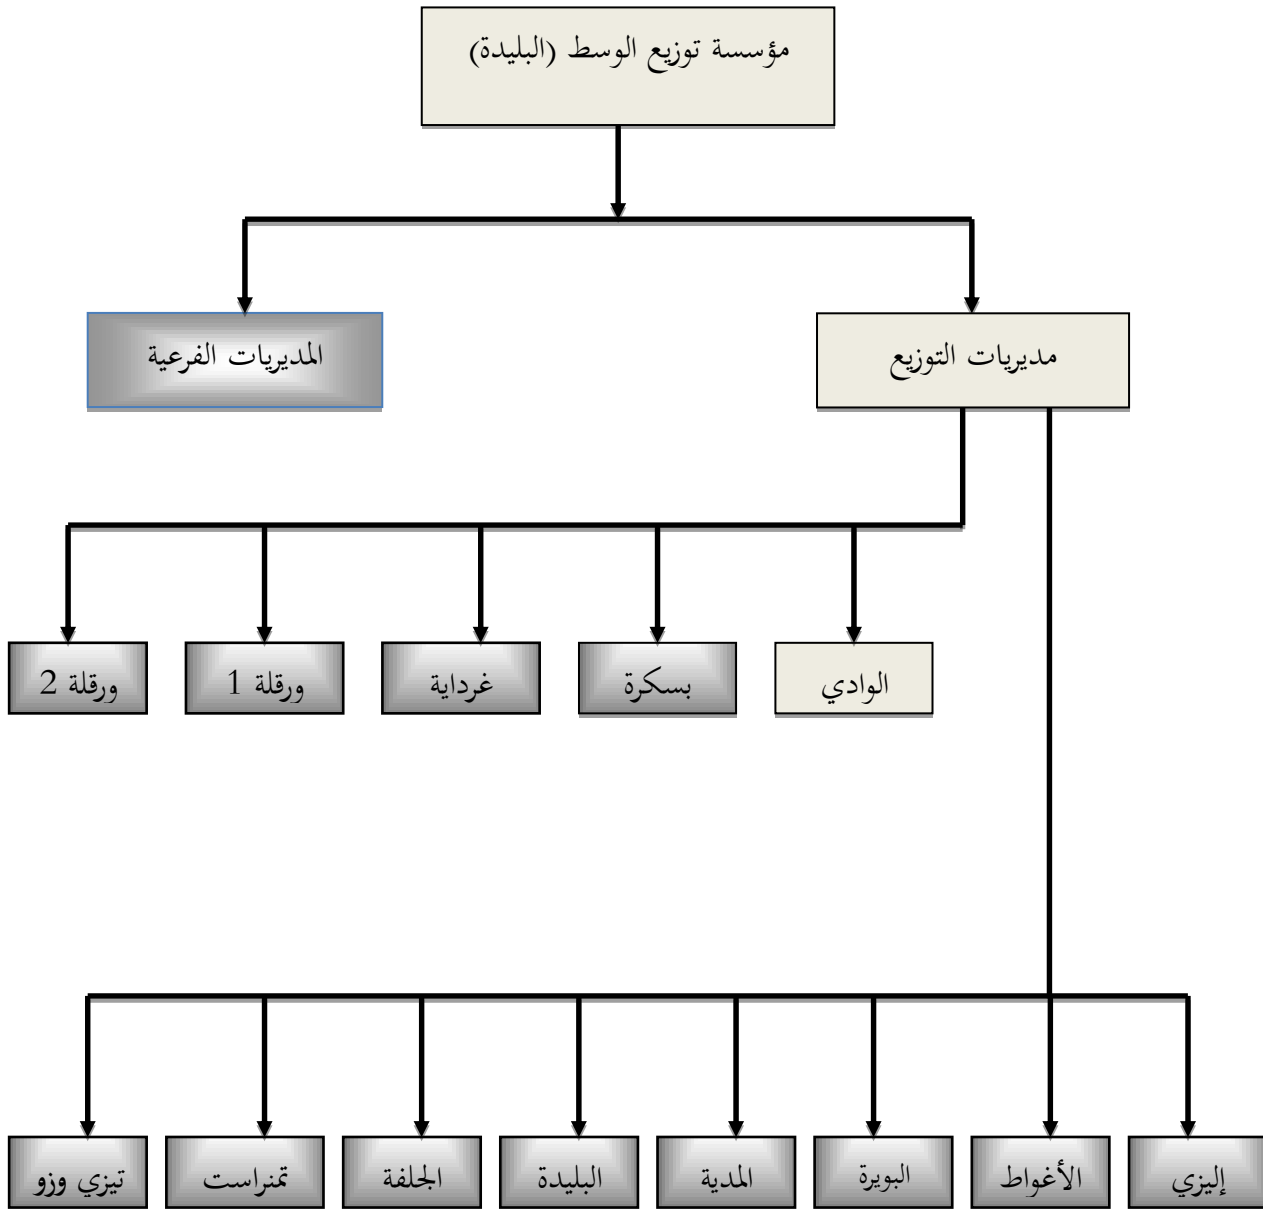 مؤسسة توزيع الوسط (البليدة)
مديريات التوزيع
المديريات الفرعية
الوادي
بسكرة
غرداية
ورقلة 1
ورقلة 2
إليزي
الأغواط
البويرة
المدية
البليدة
الجلفة
تمنراست
تيزي وزو